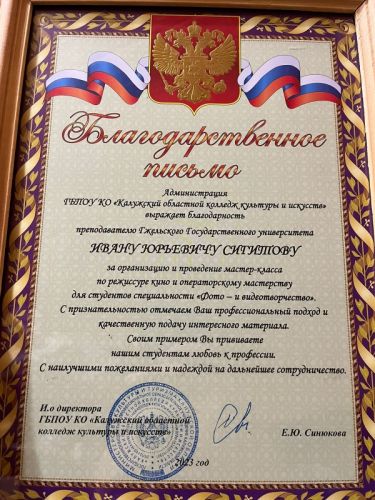 Благодарственное
письмо
Администрация
ГБПОУ КО «Калужский областной колледж культуры и искусств»
выражает благодарность
преподавателю Гжельского Государственного университета
ИВАНУ ЮРЬЕВИЧУ СИГИТОВУ
за организацию и проведение мастер-класса
по режиссуре кино и операторскому мастерству
для студентов специальности «Фото – и видеотворчество».
С признательностью отмечаем Ваш профессиональный подход и
качественную подачу интересного материала.
Своим примером Вы прививаете
нашим студентам любовь к профессии.
С наилучшими пожеланиями и надеждой на дальнейшее сотрудничество.
И.о директора
ГБПОУ КО «Калужский областной
колледж культуры и искусств»
Е.Ю. Синюкова
2023 год